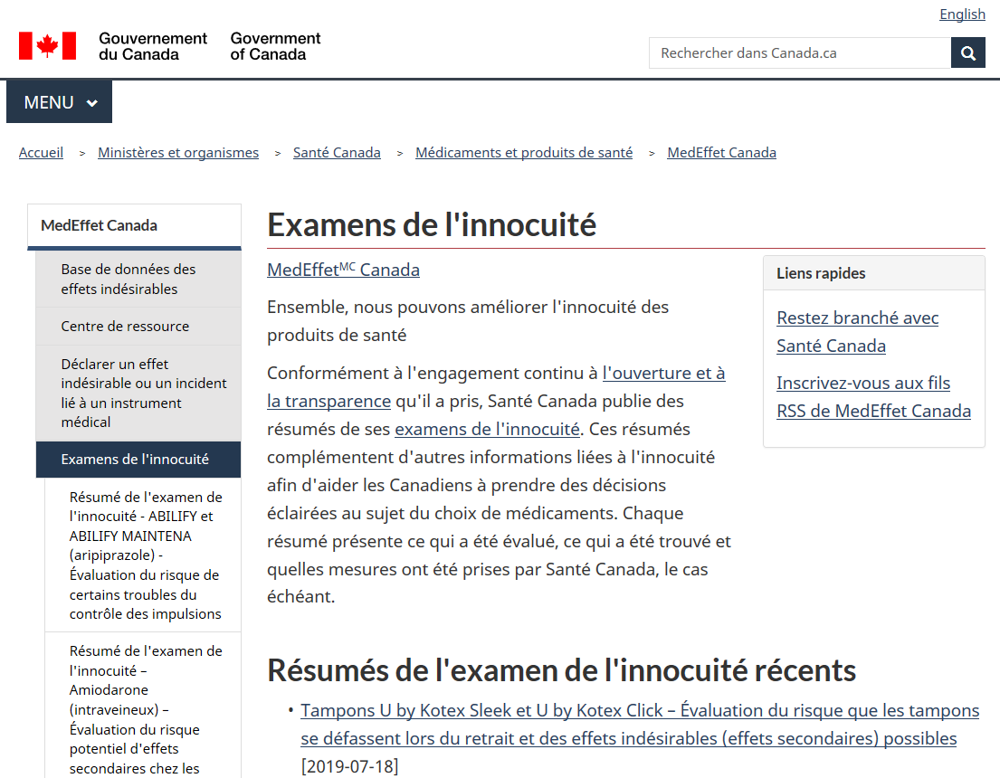 English
Gouvernement
du Canada
Government
of Canada
Rechercher dans Canada.ca
MENU
Accueil > Ministères et organismes > Santé Canada > Médicaments et produits de santé > MedEffet Canada
MedEffet Canada
Base de données des
effets indésirables
Centre de ressource
Déclarer un effet
indésirable ou un incident
lié à un instrument
médical
Examens de l'innocuité
Résumé de l'examen de
l'innocuité - ABILIFY et
ABILIFY MAINTENA
(aripiprazole) -
Évaluation du risque de
certains troubles du
contrôle des impulsions
Résumé de l'examen de
l'innocuité –
Amiodarone
(intraveineux) –
Évaluation du risque
potentiel d'effets
secondaires chez les
Examens de l'innocuité
MedEffetMC Canada
Ensemble, nous pouvons améliorer l'innocuité des
produits de santé
Conformément à l'engagement continu à l'ouverture et à
la transparence qu'il a pris, Santé Canada publie des
résumés de ses examens de l'innocuité. Ces résumés
complémentent d'autres informations liées à l'innocuité
afin d'aider les Canadiens à prendre des décisions
éclairées au sujet du choix de médicaments. Chaque
résumé présente ce qui a été évalué, ce qui a été trouvé et
quelles mesures ont été prises par Santé Canada, le cas
échéant.
Liens rapides
Restez branché avec
Santé Canada
Inscrivez-vous aux fils
RSS de MedEffet Canada
Résumés de l'examen de l'innocuité récents
• Tampons U by Kotex Sleek et U by Kotex Click – Évaluation du risque que les tampons
se défassent lors du retrait et des effets indésirables (effets secondaires) possibles
[2019-07-18]